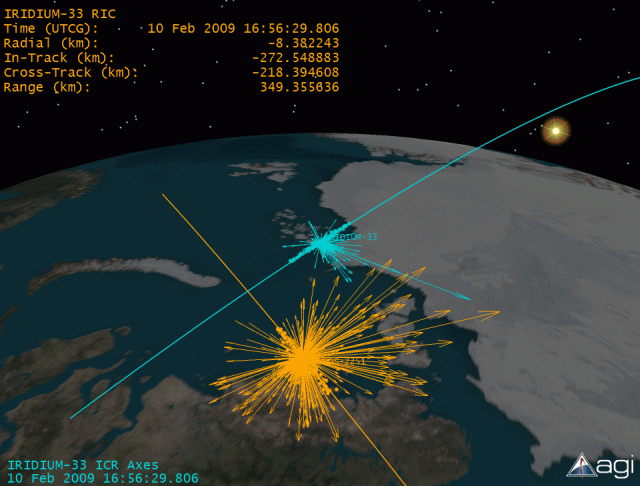 IRIDIUM-33 RIC
Time (UTCG): 10 Feb 2009 16:56:29.806
Radial (km): -8.382243
In-Track (km): -272.548883
Cross-Track (km): -218.394608
Range (km): 349.355636
IRIDIUM-33
IRIDIUM-33 ICR Axes
10 Feb 2009 16:56:29.806
agi